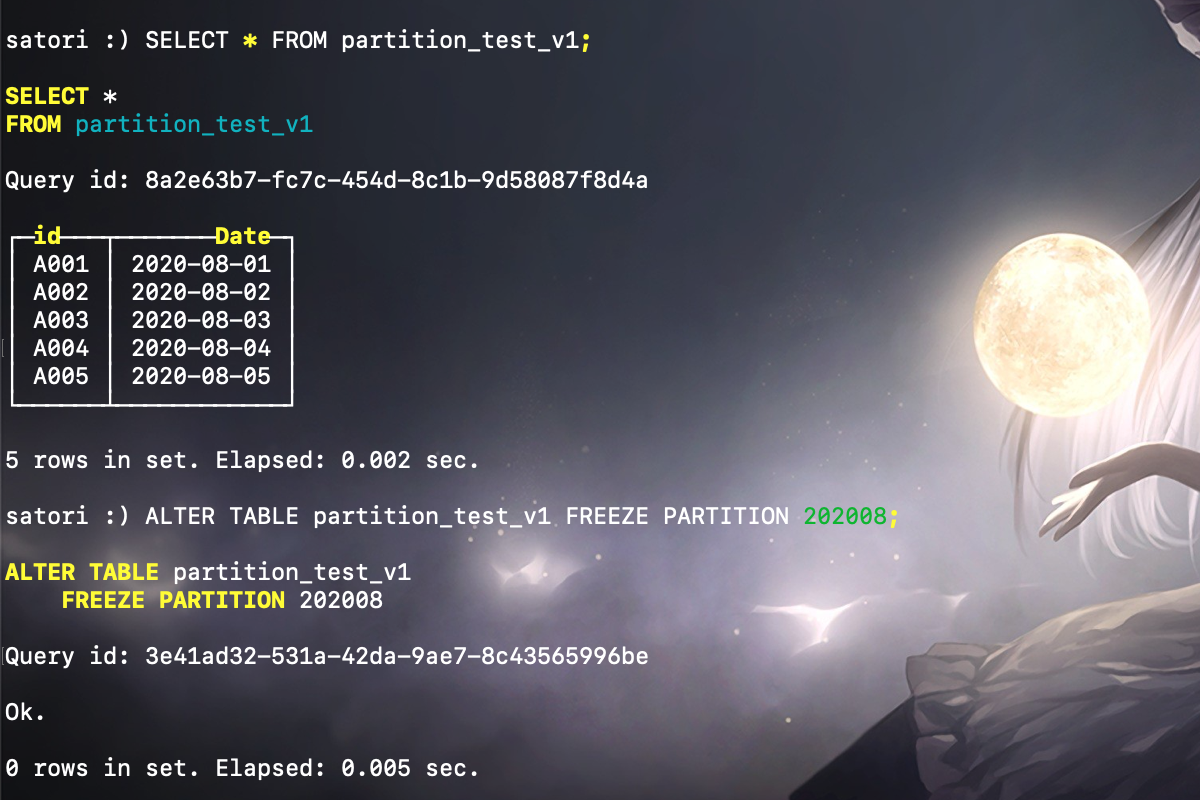 satori :) SELECT * FROM partition_test_v1;
SELECT *
FROM partition_test_v1
Query id: 8a2e63b7-fc7c-454d-8c1b-9d58087f8d4a
id Date
A001 2020-08-01
A002 2020-08-02
A003 2020-08-03
A004 2020-08-04
A005 2020-08-05
5 rows in set. Elapsed: 0.002 sec.
satori :) ALTER TABLE partition_test_v1 FREEZE PARTITION 202008;
ALTER TABLE partition_test_v1
FREEZE PARTITION 202008
Query id: 3e41ad32-531a-42da-9ae7-8c43565996be
Ok.
0 rows in set. Elapsed: 0.005 sec.